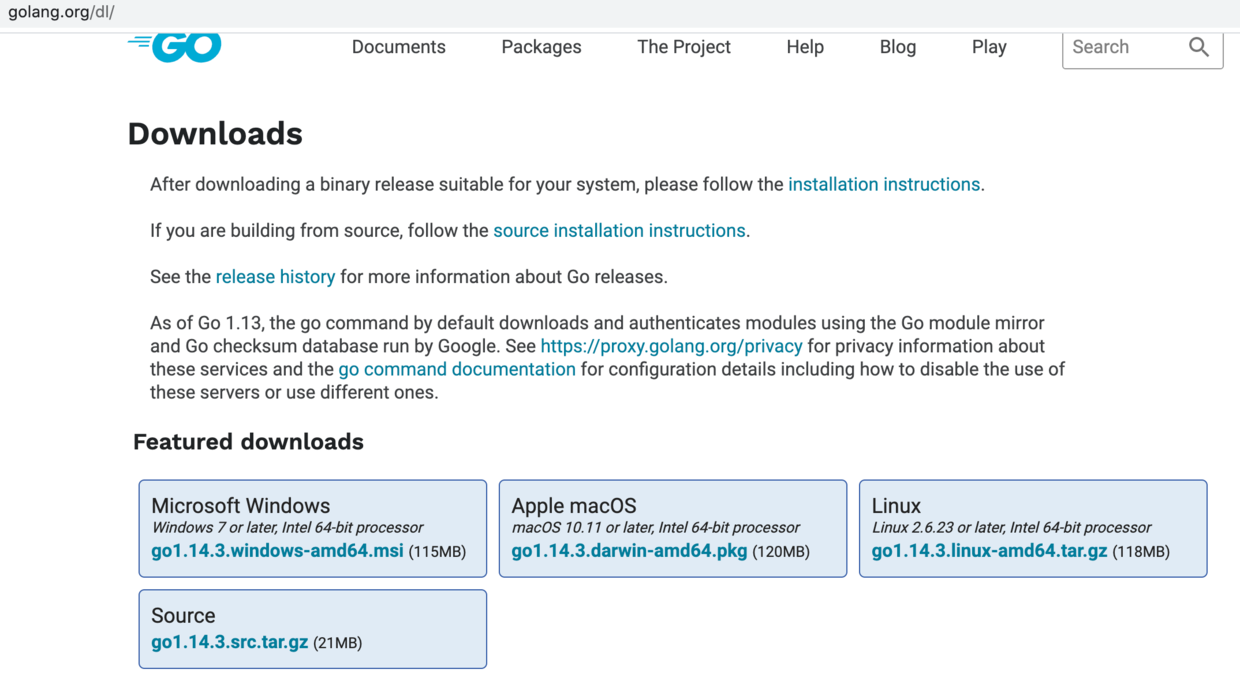 golang.org/dl/
GO Documents Packages The Project Help Blog Play Search
Downloads
After downloading a binary release suitable for your system, please follow the installation instructions.
If you are building from source, follow the source installation instructions.
See the release history for more information about Go releases.
As of Go 1.13, the go command by default downloads and authenticates modules using the Go module mirror
and Go checksum database run by Google. See https://proxy.golang.org/privacy for privacy information about
these services and the go command documentation for configuration details including how to disable the use of
these servers or use different ones.
Featured downloads
Microsoft Windows
Windows 7 or later, Intel 64-bit processor
go1.14.3.windows-amd64.msi (115MB)
Apple macOS
macOS 10.11 or later, Intel 64-bit processor
go1.14.3.darwin-amd64.pkg (120MB)
Linux
Linux 2.6.23 or later, Intel 64-bit processor
go1.14.3.linux-amd64.tar.gz (118MB)
Source
go1.14.3.src.tar.gz (21MB)